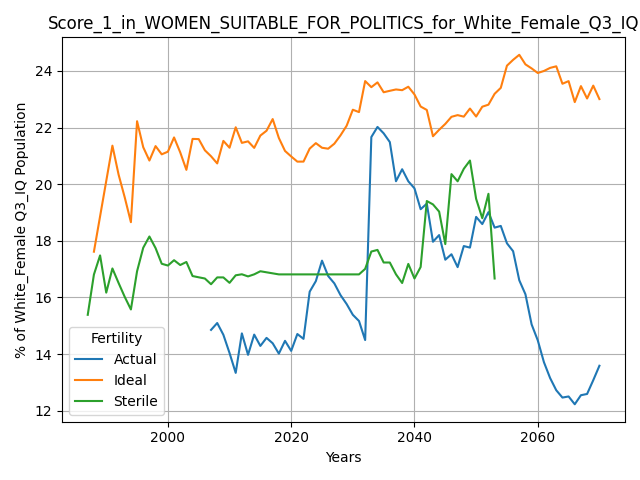 Score_1_in_WOMEN_SUITABLE_FOR_POLITICS_for_White_Female_Q3_IQ
% of White_Female Q3_IQ Population
24
22
20
18
16
14
12
Fertility
Actual
Ideal
Sterile
2000
2020
2040
2060
Years